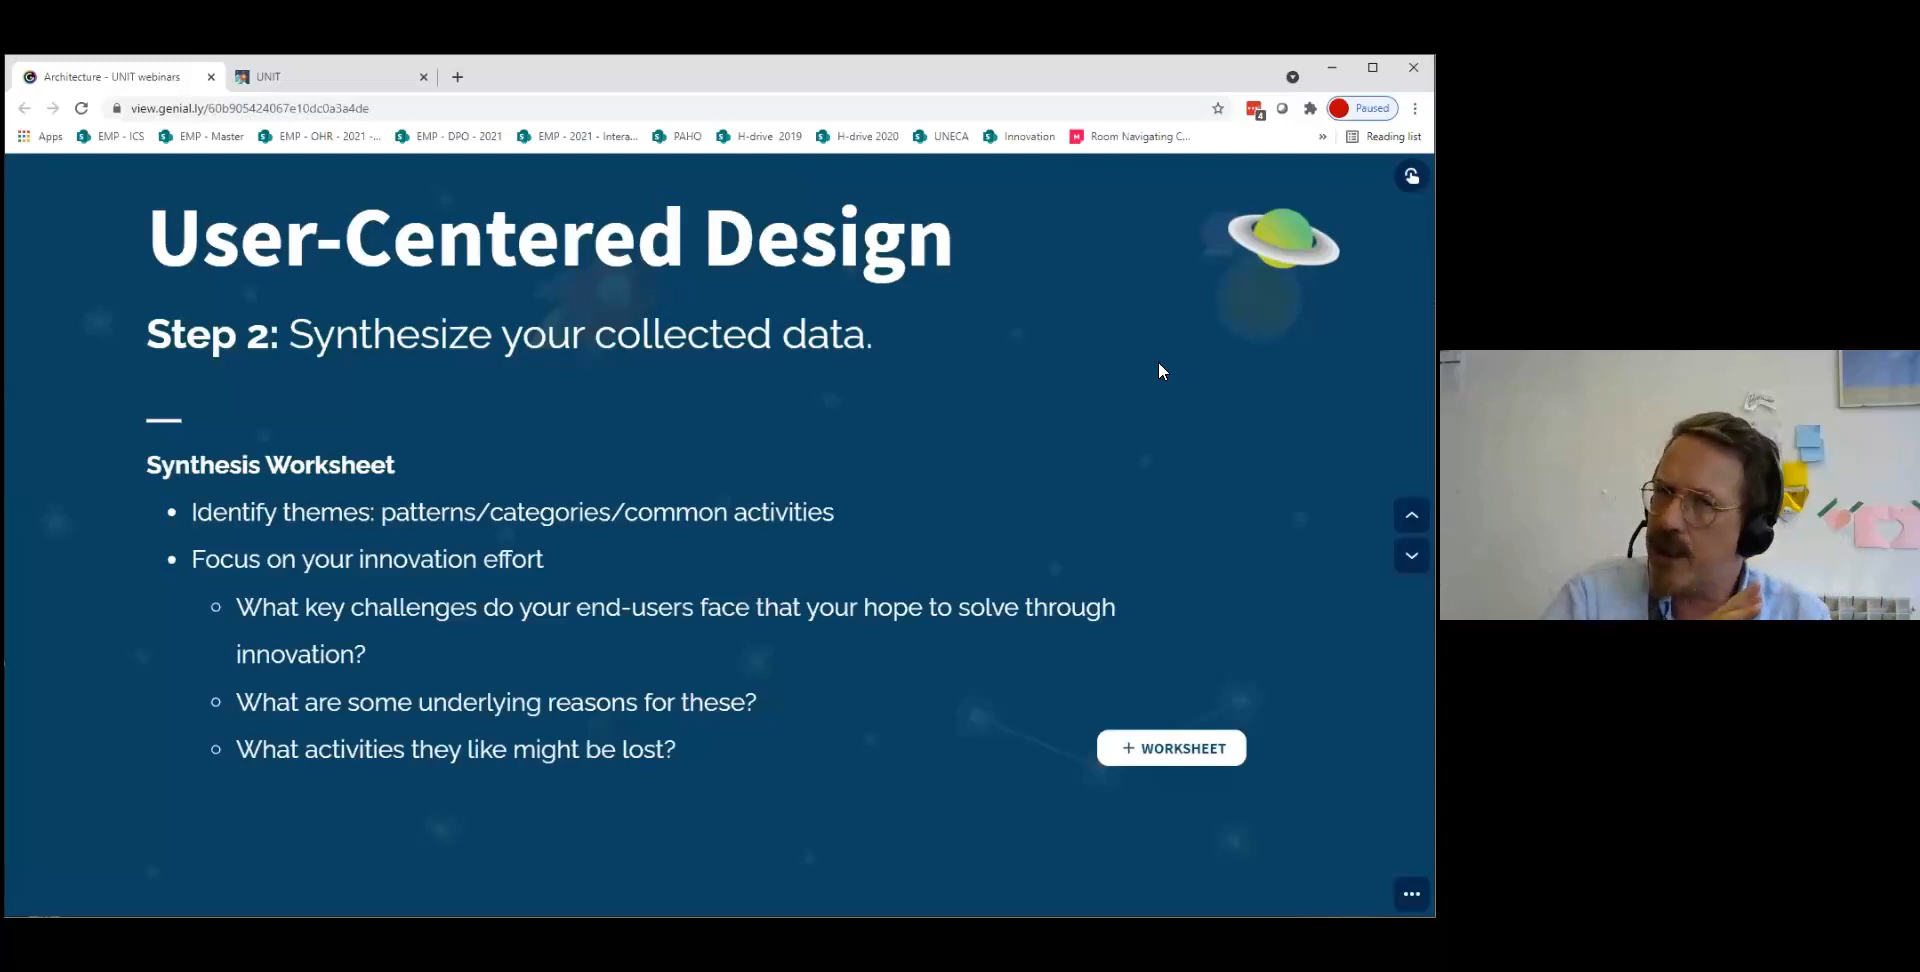 Architecture - UNIT webinars
UNIT
view.genial.ly/60b905424067e10dc0a3a4de
4
Paused
Apps
EMP - ICS
EMP - Master
EMP - OHR - 2021 -...
EMP - DPO - 2021
EMP - 2021 - Intera...
PAHO
H-drive 2019
H-drive 2020
UNECA
Innovation
Room Navigating C...
»
Reading list
User-Centered Design
Step 2: Synthesize your collected data.
Synthesis Worksheet
• Identify themes: patterns/categories/common activities
• Focus on your innovation effort
○ What key challenges do your end-users face that your hope to solve through
innovation?
○ What are some underlying reasons for these?
○ What activities they like might be lost?
+ WORKSHEET